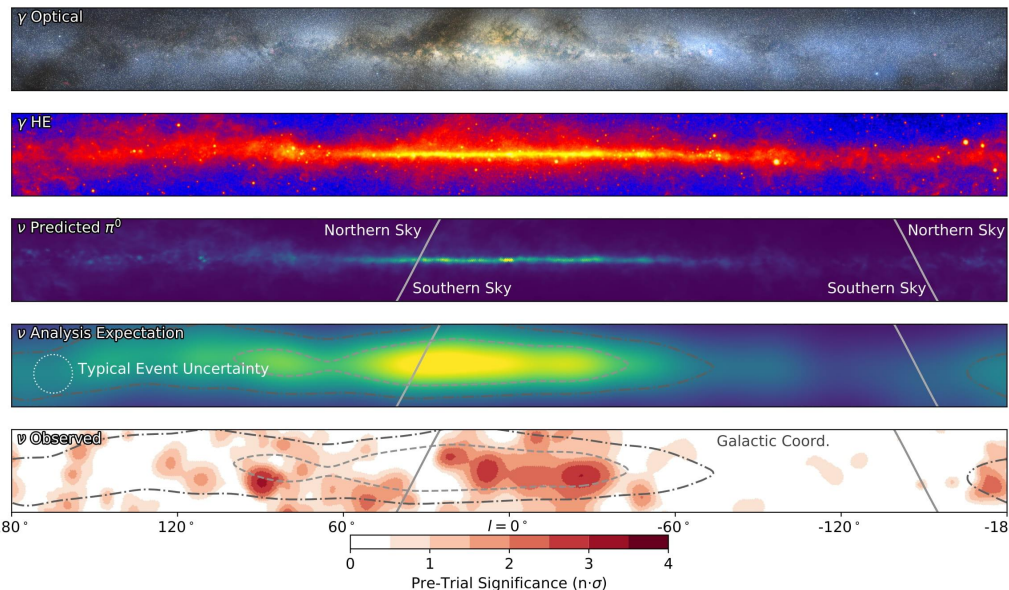 γ Optical
γ HE
ν Predicted π⁰
Northern Sky
Northern Sky
Southern Sky
Southern Sky
ν Analysis Expectation
Typical Event Uncertainty
ν Observed
Galactic Coord.
80° 120° 60° l = 0° -60° -120° -18
0 1 2 3 4
Pre-Trial Significance (n·σ)